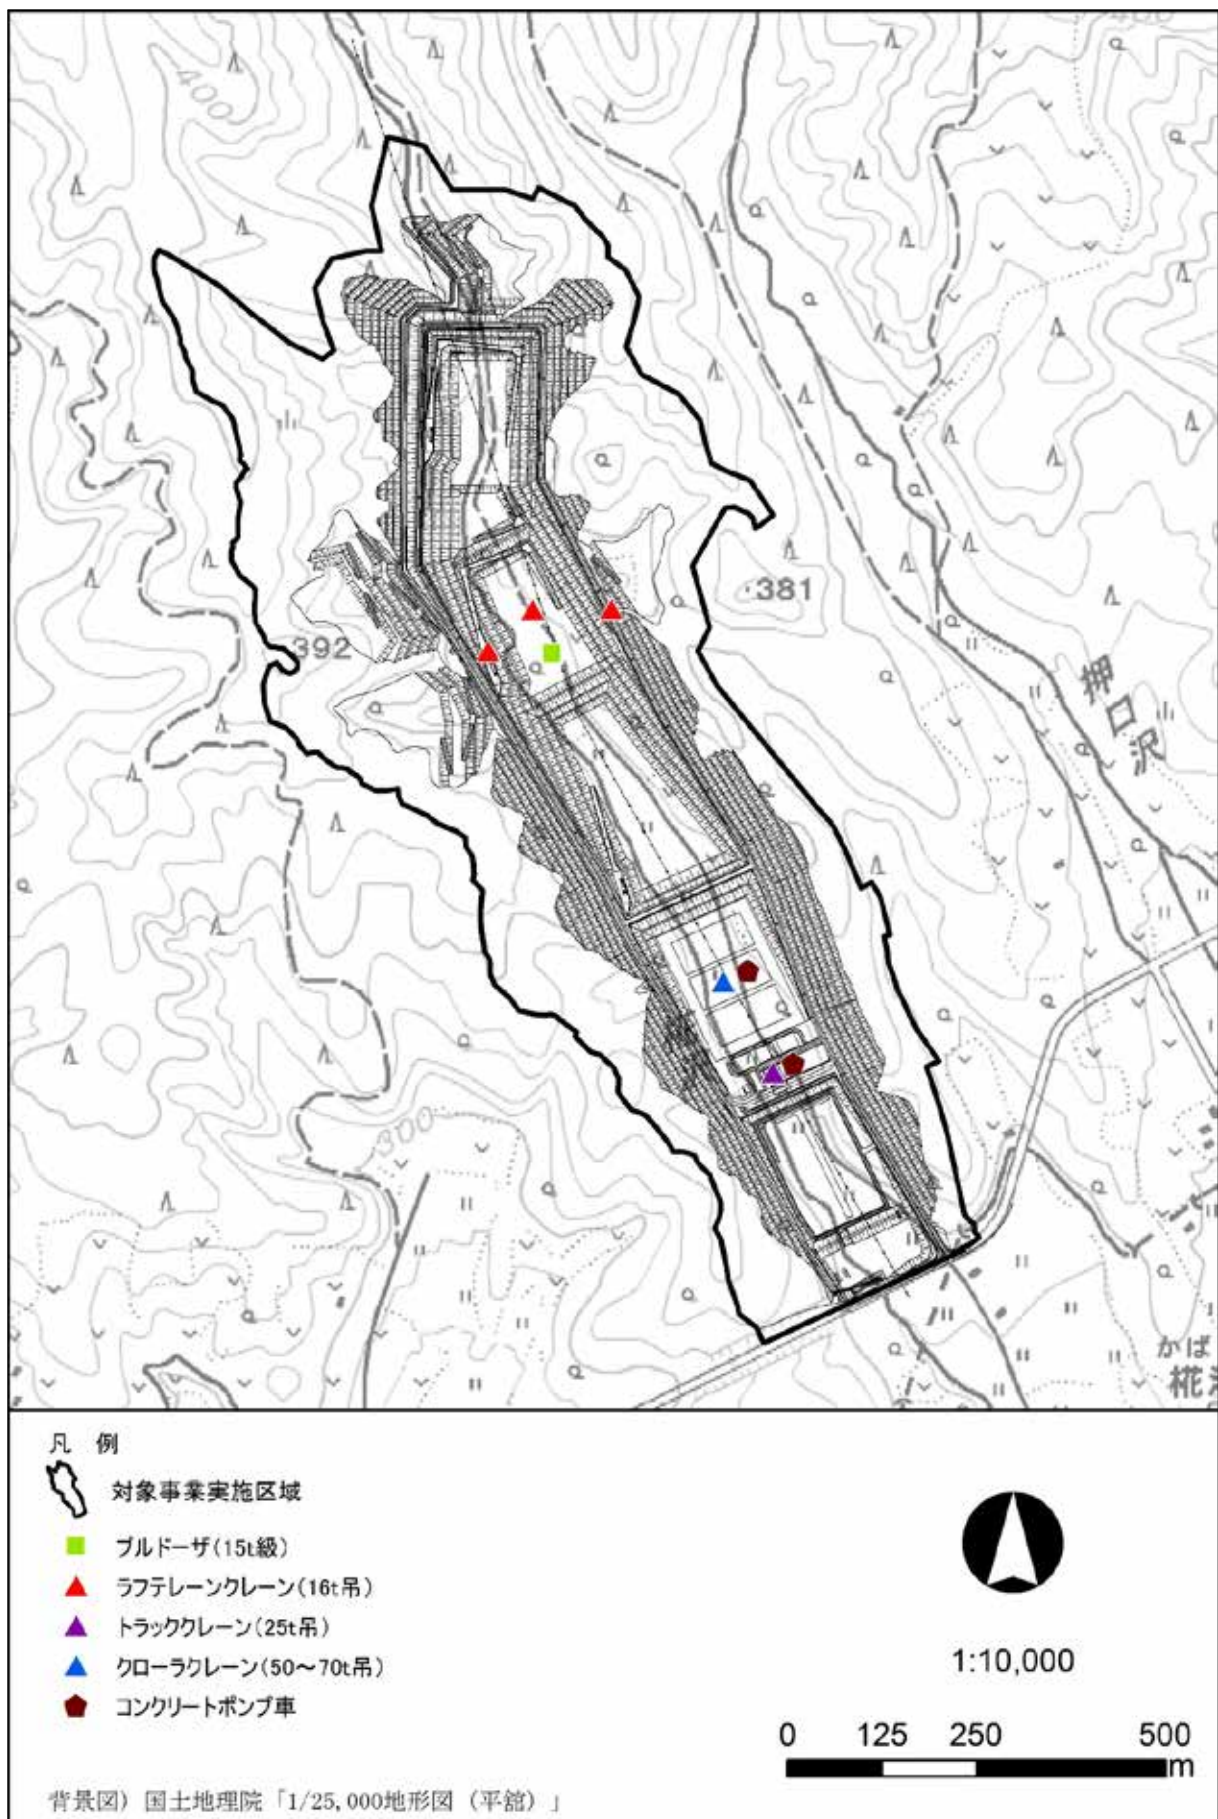 400
381
392
押口沢
300
かば
椛
凡 例
対象事業実施区域
ブルドーザ(15t級)
ラフテレーンクレーン(16t吊)
トラッククレーン(25t吊)
クローラクレーン(50～70t吊)
コンクリートポンプ車
1:10,000
0 125 250 500
m
背景図) 国土地理院「1/25,000地形図（平舘）」